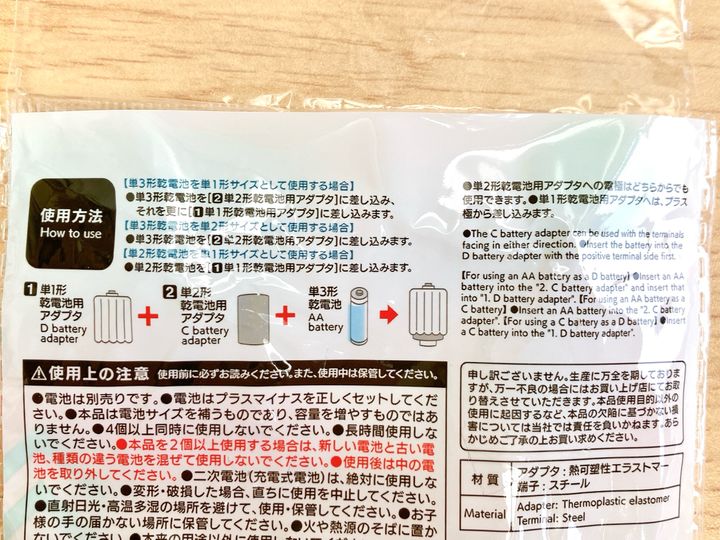 使用方法
How to use
【単3形乾電池を単1形サイズとして使用する場合】
●単3形乾電池を[2単2形乾電池用アダプタ]に差し込み、
それを更に[1単1形乾電池用アダプタ]に差し込みます。
【単3形乾電池を単2形サイズとして使用する場合】
●単3形乾電池を[2単2形乾電池用アダプタ]に差し込みます。
【単2形乾電池を単1形サイズとして使用する場合】
●単2形乾電池を[1単1形乾電池用アダプタ]に差し込みます。
1 単1形
乾電池用
アダプタ
D battery
adapter
+
2 単2形
乾電池用
アダプタ
C battery
adapter
+
単3形
乾電池
AA
battery
●単2形乾電池用アダプタへの電極はどちらからでも
使用できます。●単1形乾電池用アダプタへは、プラス
極から差し込みます。
●The C battery adapter can be used with the terminals
facing in either direction. ●Insert the battery into the
D battery adapter with the positive terminal side first.
【For using an AA battery as a D battery】●Insert an AA
battery into the "2. C battery adapter" and insert that
into "1. D battery adapter". 【For using an AA battery as a
C battery】●Insert an AA battery into the "2. C battery
adapter". 【For using a C battery as a D battery】●Insert
a C battery into the "1. D battery adapter".
⚠使用上の注意 使用前に必ずお読みください。また、使用中は保管してください。
●電池は別売りです。●電池はプラスマイナスを正しくセットしてくだ
さい。●本品は電池サイズを補うものであり、容量を増やすものではあ
りません。●4個以上同時に使用しないでください。●長時間使用しな
いでください。●本品を2個以上使用する場合は、新しい電池と古い電
池、種類の違う電池を混ぜて使用しないでください。●使用後は中の電
池を取り外してください。●二次電池(充電式電池)は、絶対に使用しな
いでください。●変形・破損した場合、直ちに使用を中止してください。
●直射日光・高温多湿の場所を避けて、使用・保管してください。●お子
様の手の届かない場所に保管してください。●火や熱源のそばに置か
ないでください。●本来の用途以外に使用しないでください
申し訳ございません。生産に万全を期しておりま
すが、万一不良の場合にはお買い上げ店にてお取
り替えさせていただきます。本品使用目的以外の
使用に起因するなど、本品の欠陥に基づかない損
害については当社では責任を負いかねます。あら
かじめご了承の上お買い求めください。
材質 アダプタ:熱可塑性エラストマー
端子:スチール
Material Adapter: Thermoplastic elastomer
Terminal: Steel